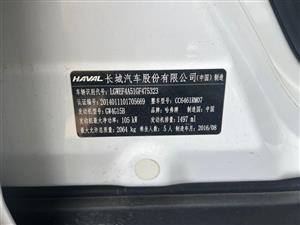 HAVAL 长城汽车股份有限公司(中国)制造
车辆识别代号: LGWEF4A51GF475323
认证编号: 2014011101705669 整车型号: CC6461RM07
发动机型号: GW4G15B 品牌: 哈弗牌 制造国: 中国
发动机最大净功率: 105 kW 发动机排量: 1497 ml
最大设计总质量: 2064 kg 乘坐人数: 5 人 制造年月: 2016/08